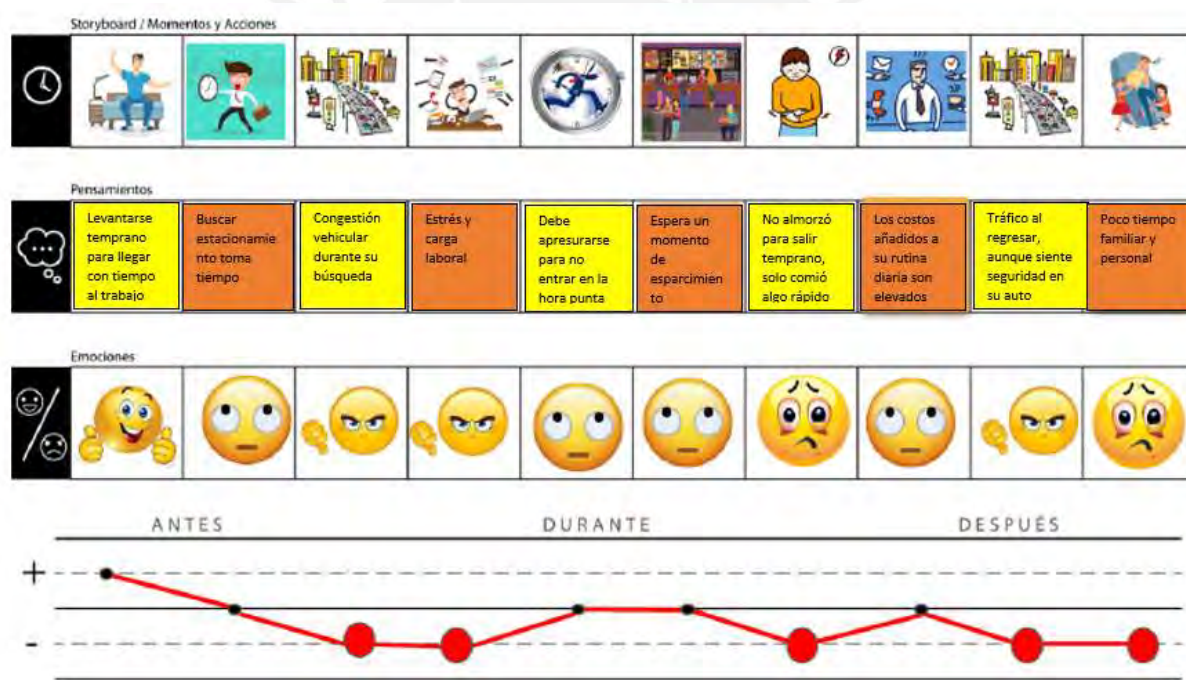 Storyboard / Momentos y Acciones
Pensamientos
Levantarse
temprano
para llegar
con tiempo
al trabajo
Buscar
estacionamie
nto toma
tiempo
Congestión
vehicular
durante su
búsqueda
Estrés y
carga
laboral
Debe
apresurarse
para no
entrar en la
hora punta
Espera un
momento
de
esparcimien
to
No almorzó
para salir
temprano,
solo comió
algo rápido
Los costos
añadidos a
su rutina
diaria son
elevados
Tráfico al
regresar,
aunque siente
seguridad en
su auto
Poco tiempo
familiar y
personal
Emociones
ANTES
DURANTE
DESPUÉS
+
-